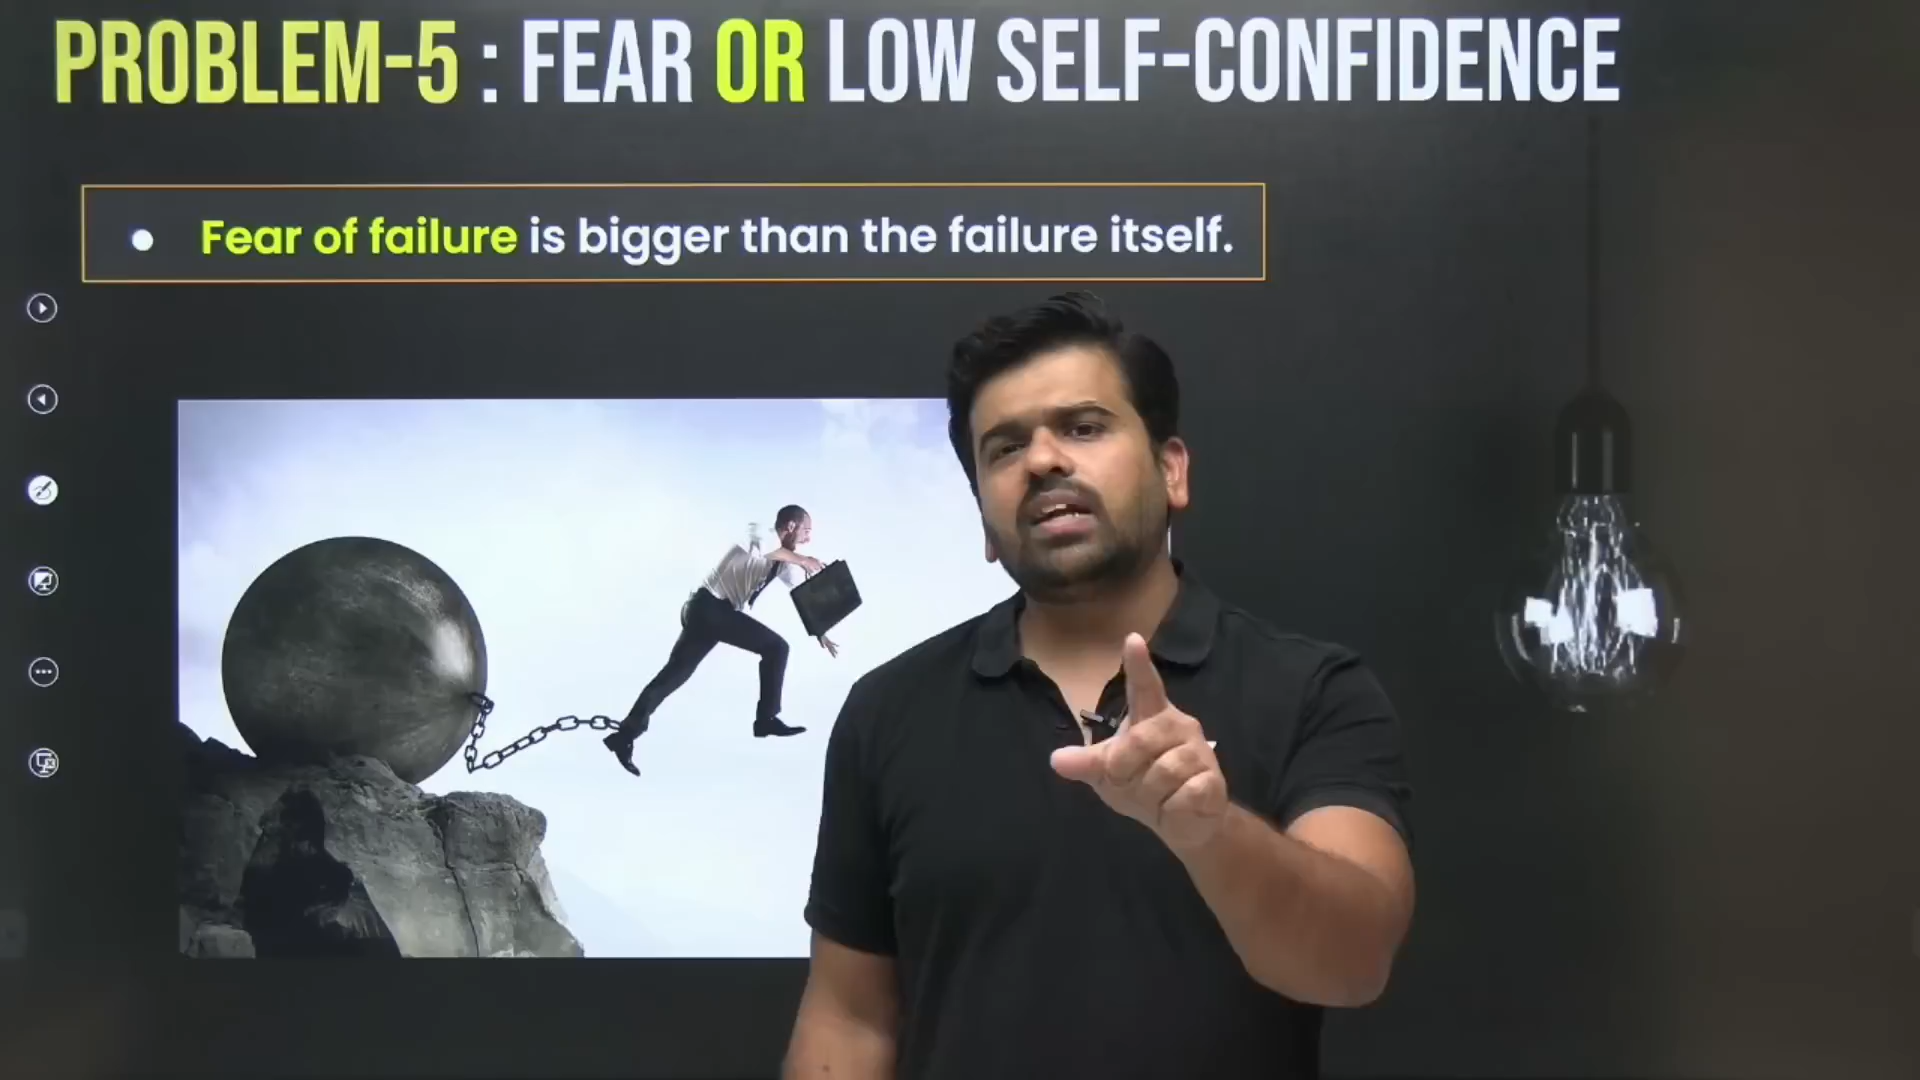 PROBLEM-5 : FEAR OR LOW SELF-CONFIDENCE
• Fear of failure is bigger than the failure itself.